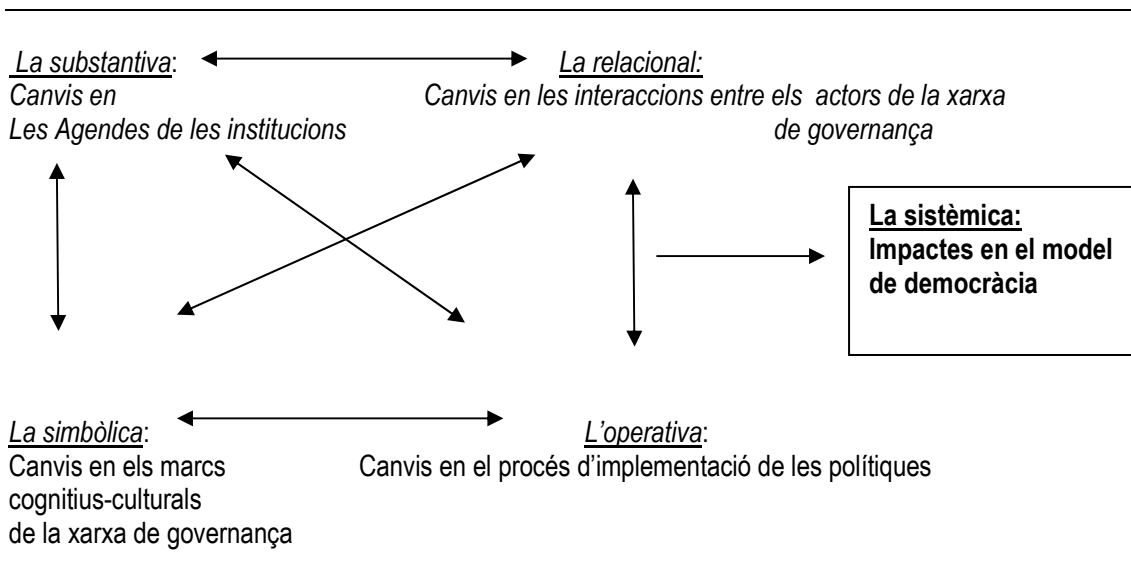 La substantiva:
Canvis en
Les Agendes de les institucions
La relacional:
Canvis en les interaccions entre els actors de la xarxa
de governança
La sistèmica:
Impactes en el model
de democràcia
La simbòlica:
Canvis en els marcs
cognitius-culturals
de la xarxa de governança
L’operativa:
Canvis en el procés d’implementació de les polítiques